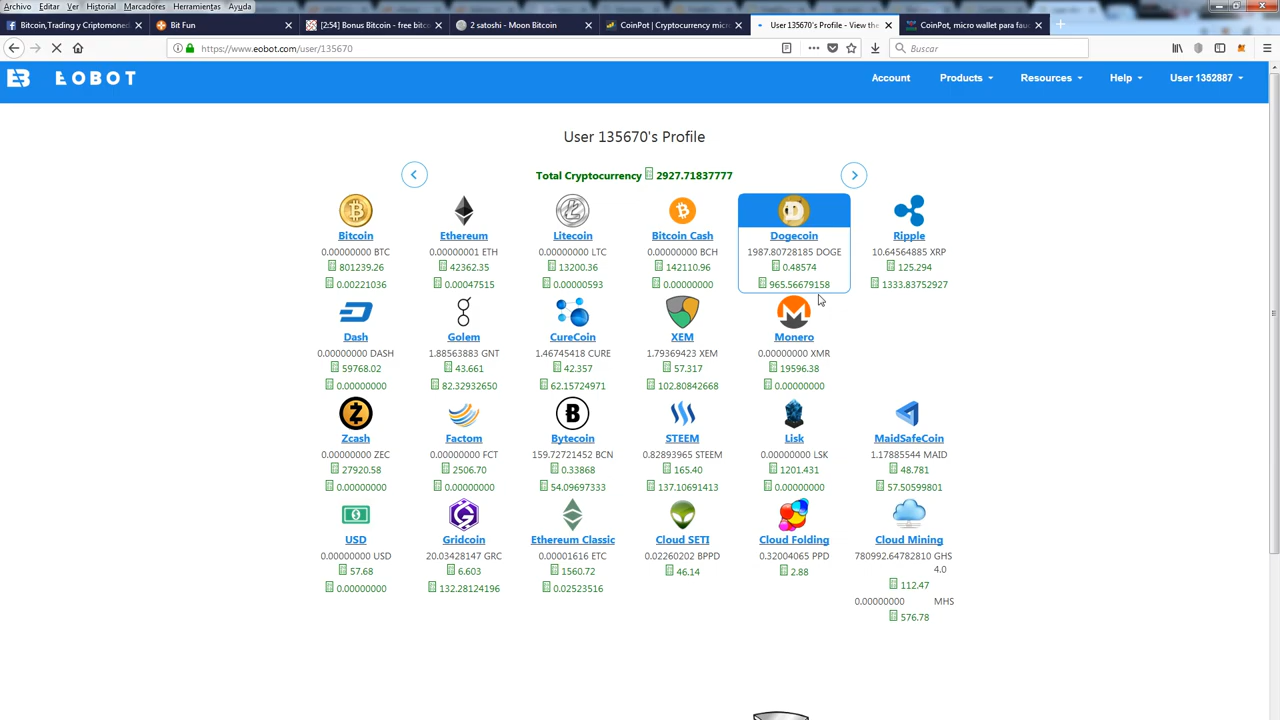 Archivo Editar Ver Historial Marcadores Herramientas Ayuda
Bitcoin,Trading y Criptomoned
Bit Fun
[2:54] Bonus Bitcoin - free bitco
2 satoshi - Moon Bitcoin
CoinPot | Cryptocurrency micro
User 135670's Profile - View the
CoinPot, micro wallet para fau
https://www.eobot.com/user/135670
Buscar
EOBOT
Account Products Resources Help User 1352887
User 135670's Profile
Total Cryptocurrency 2927.71837777
Bitcoin Ethereum Litecoin Bitcoin Cash Dogecoin Ripple
0.00000000 BTC 0.00000001 ETH 0.00000000 LTC 0.00000000 BCH 1987.80728185 DOGE 10.64564885 XRP
801239.26 42362.35 13200.36 142110.96 0.48574 125.294
0.00221036 0.00047515 0.00000593 0.00000000 965.56679158 1333.83752927
Dash Golem CureCoin XEM Monero
0.00000000 DASH 1.88563883 GNT 1.46745418 CURE 1.79369423 XEM 0.00000000 XMR
59768.02 43.661 42.357 57.317 19596.38
0.00000000 82.32932650 62.15724971 102.80842668 0.00000000
Zcash Factom Bytecoin STEEM Lisk MaidSafeCoin
0.00000000 ZEC 0.00000000 FCT 159.72721452 BCN 0.82893965 STEEM 0.00000000 LSK 1.17885544 MAID
27920.58 2506.70 0.33868 165.40 1201.431 48.781
0.00000000 0.00000000 54.09697333 137.10691413 0.00000000 57.50599801
USD Gridcoin Ethereum Classic Cloud SETI Cloud Folding Cloud Mining
0.00000000 USD 20.03428147 GRC 0.00001616 ETC 0.02260202 BPPD 0.32004065 PPD 780992.64782810 GHS
4.0
57.68 6.603 1560.72 46.14 2.88 112.47
0.00000000 132.28124196 0.02523516
0.00000000 MHS
576.78